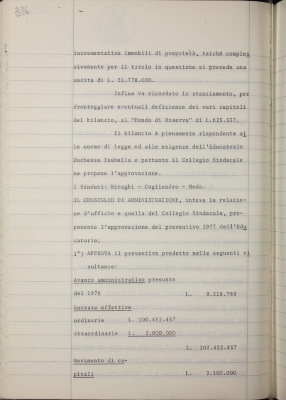 326
incrementative immobili di proprietà, talchè comples
sivamente per il titolo in questione si prevede una
uscita di L. 31.778.000.
Infine va ricordato lo stanziamento, per
fronteggiare eventuali deficienze dei vari capitoli
del bilancio, al "Fondo di Riserva" di L.625.557.
Il bilancio è pienamente rispondente al
le norme di legge ed alle esigenze dell'Educatorio
Duchessa Isabella e pertanto il Collegio Sindacale
ne propone l'approvazione.
I Sindaci: Biraghi - Cogliandro - Meda.
IL CONSIGLIO DI AMMINISTRAZIONE, intesa la relazio-
ne d'ufficio e quella del Collegio Sindacale, pro-
ponente l'approvazione del preventivo 1977 dell'Edu
catorio;
1°) APPROVA il preventivo predetto nelle seguenti ri
sultanze:
Avanzo amministrativo presunto
del 1976 L. 9.318.769
Entrate effettive
ordinarie L. 100.452.457
straordinarie L. 2.000.000
L. 102.452.457
Movimento di ca-
pitali L. 2.100.000